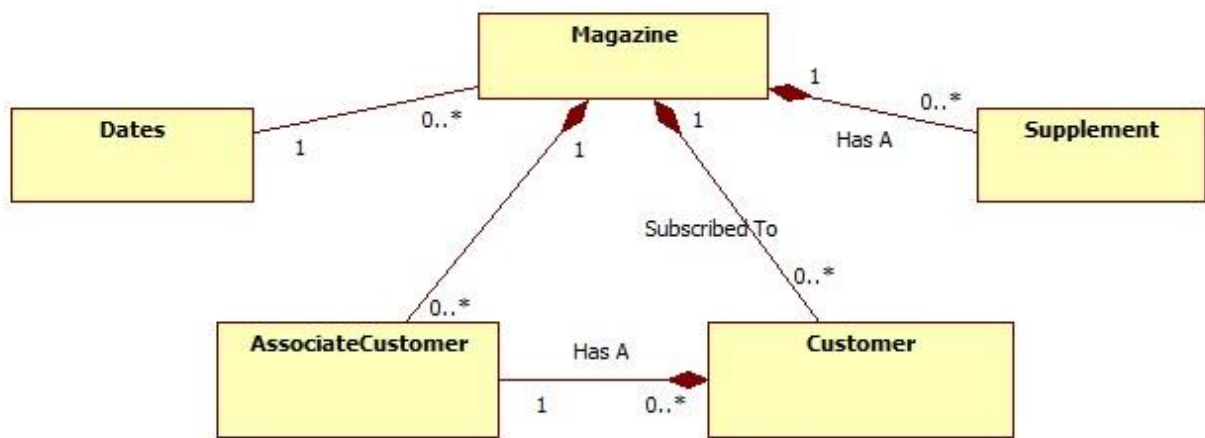 Magazine
1
0..*
Dates
0..*
1
Has A
Supplement
1
1
Subscribed To
0..*
0..*
AssociateCustomer
Has A
Customer
1
0..*